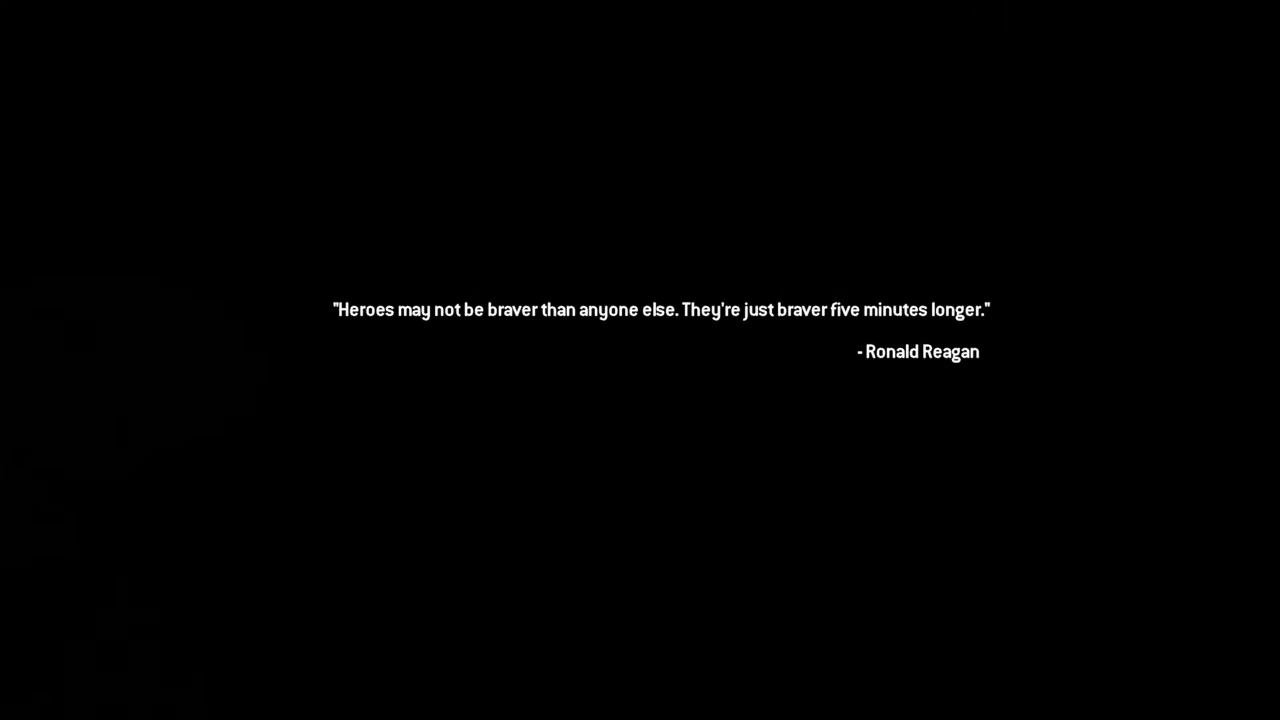 "Heroes may not be braver than anyone else. They're just braver five minutes longer."
- Ronald Reagan